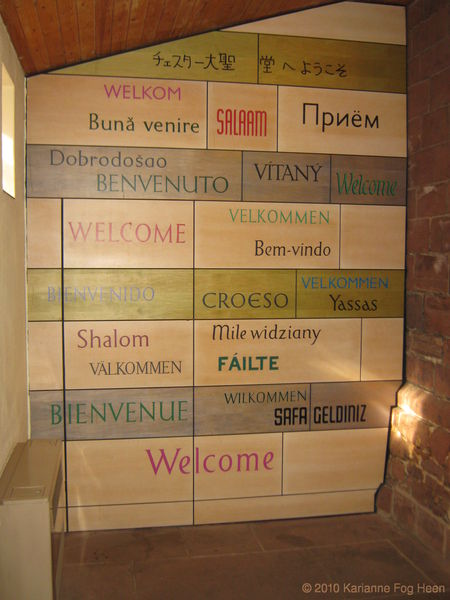 チェスター大聖堂へようこそ
WELKOM
Bună venire
SALAAM
Приём
Dobrodošao
BENVENUTO
VÍTANÝ
Welcome
WELCOME
VELKOMMEN
Bem-vindo
BIENVENIDO
CROESO
VELKOMMEN
Yassas
Shalom
VÄLKOMMEN
Mile widziany
FÁILTE
BIENVENUE
WILKOMMEN
SAFA GELDINIZ
Welcome
© 2010 Karianne Fog Heen